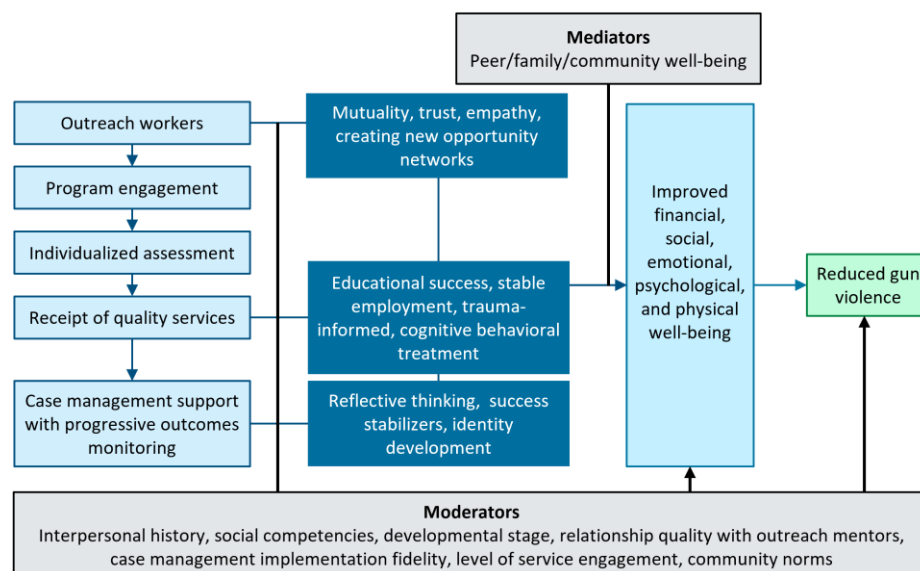 Mediators
Peer/family/community well-being
Outreach workers
Mutuality, trust, empathy,
creating new opportunity
networks
Program engagement
Individualized assessment
Receipt of quality services
Educational success, stable
employment, trauma-
informed, cognitive behavioral
treatment
Case management support
with progressive outcomes
monitoring
Reflective thinking, success
stabilizers, identity
development
Improved
financial,
social,
emotional,
psychological,
and physical
well-being
Reduced gun
violence
Moderators
Interpersonal history, social competencies, developmental stage, relationship quality with outreach mentors,
case management implementation fidelity, level of service engagement, community norms